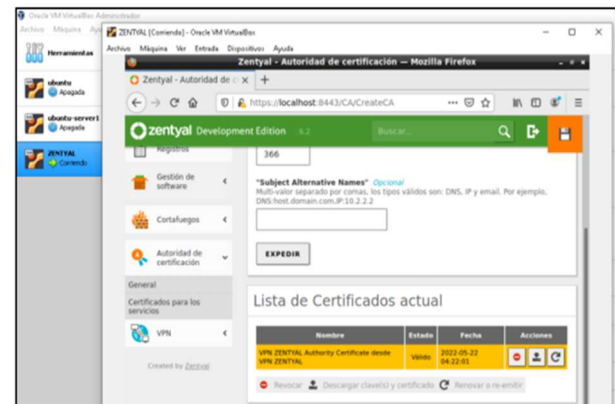 Oracle VM VirtualBox Administrador
Archivo Máquina
ZENTYAL [Corriendo] - Oracle VM VirtualBox
Archivo Máquina Ver Entrada Dispositivos Ayuda
Zentyal - Autoridad de certificación — Mozilla Firefox
Zentyal - Autoridad de c
https://localhost:8443/CA/CreateCA
zentyal Development Edition 6.2
Buscar...
Herramientas
ubuntu
Apagada
ubuntu-server1
Apagada
ZENTYAL
Corriendo
Registros
Gestión de
software
Cortafuegos
Autoridad de
certificación
General
Certificados para los
servicios
VPN
Created by Zentyal
366
"Subject Alternative Names" Opcional
Multi-valor separado por comas, los tipos válidos son: DNS, IP y email. Por ejemplo,
DNS:host.domain.com,IP:10.2.2.2
EXPEDIR
Lista de Certificados actual
Nombre Estado Fecha Acciones
VPN ZENTYAL Authority Certificate desde
VPN ZENTYAL
Válido
2022-05-22
04:22:01
Revocar Descargar clave(s) y certificado Renovar o re-emitir